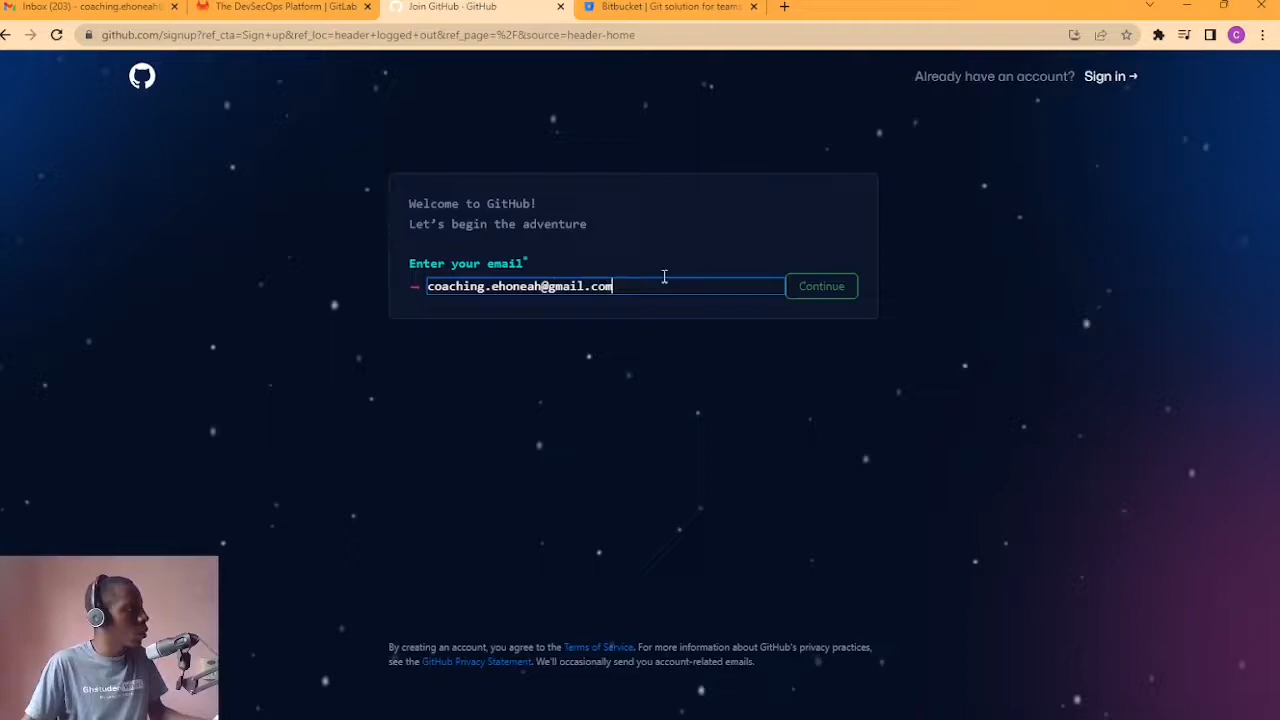 Inbox (203) - coaching.ehoneah@
The DevSecOps Platform | GitLab
Join GitHub · GitHub
Bitbucket | Git solution for teams
github.com/signup?ref_cta=Sign+up&ref_loc=header+logged+out&ref_page=%2F&source=header-home
C
Already have an account? Sign in →
Welcome to GitHub!
Let's begin the adventure
Enter your email*
→ coaching.ehoneah@gmail.com
Continue
By creating an account, you agree to the Terms of Service. For more information about GitHub's privacy practices,
see the GitHub Privacy Statement. We'll occasionally send you account-related emails.